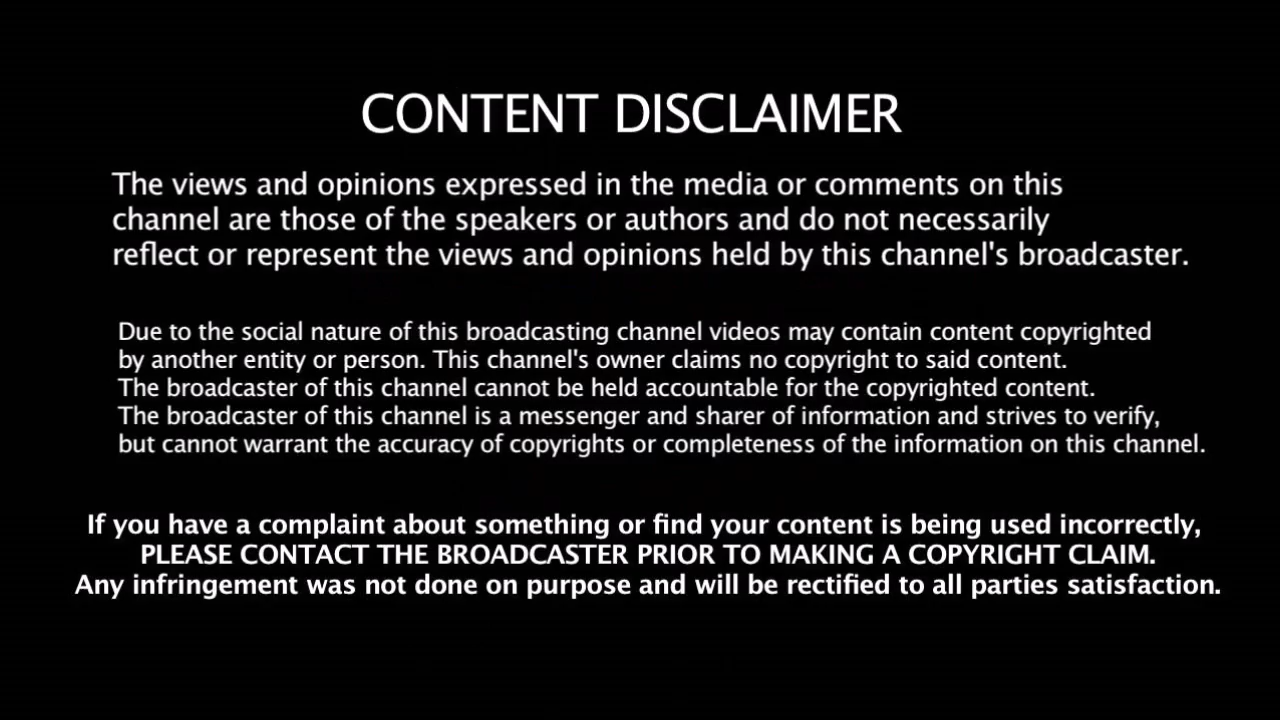 CONTENT DISCLAIMER
The views and opinions expressed in the media or comments on this
channel are those of the speakers or authors and do not necessarily
reflect or represent the views and opinions held by this channel's broadcaster.
Due to the social nature of this broadcasting channel videos may contain content copyrighted
by another entity or person. This channel's owner claims no copyright to said content.
The broadcaster of this channel cannot be held accountable for the copyrighted content.
The broadcaster of this channel is a messenger and sharer of information and strives to verify,
but cannot warrant the accuracy of copyrights or completeness of the information on this channel.
If you have a complaint about something or find your content is being used incorrectly,
PLEASE CONTACT THE BROADCASTER PRIOR TO MAKING A COPYRIGHT CLAIM.
Any infringement was not done on purpose and will be rectified to all parties satisfaction.